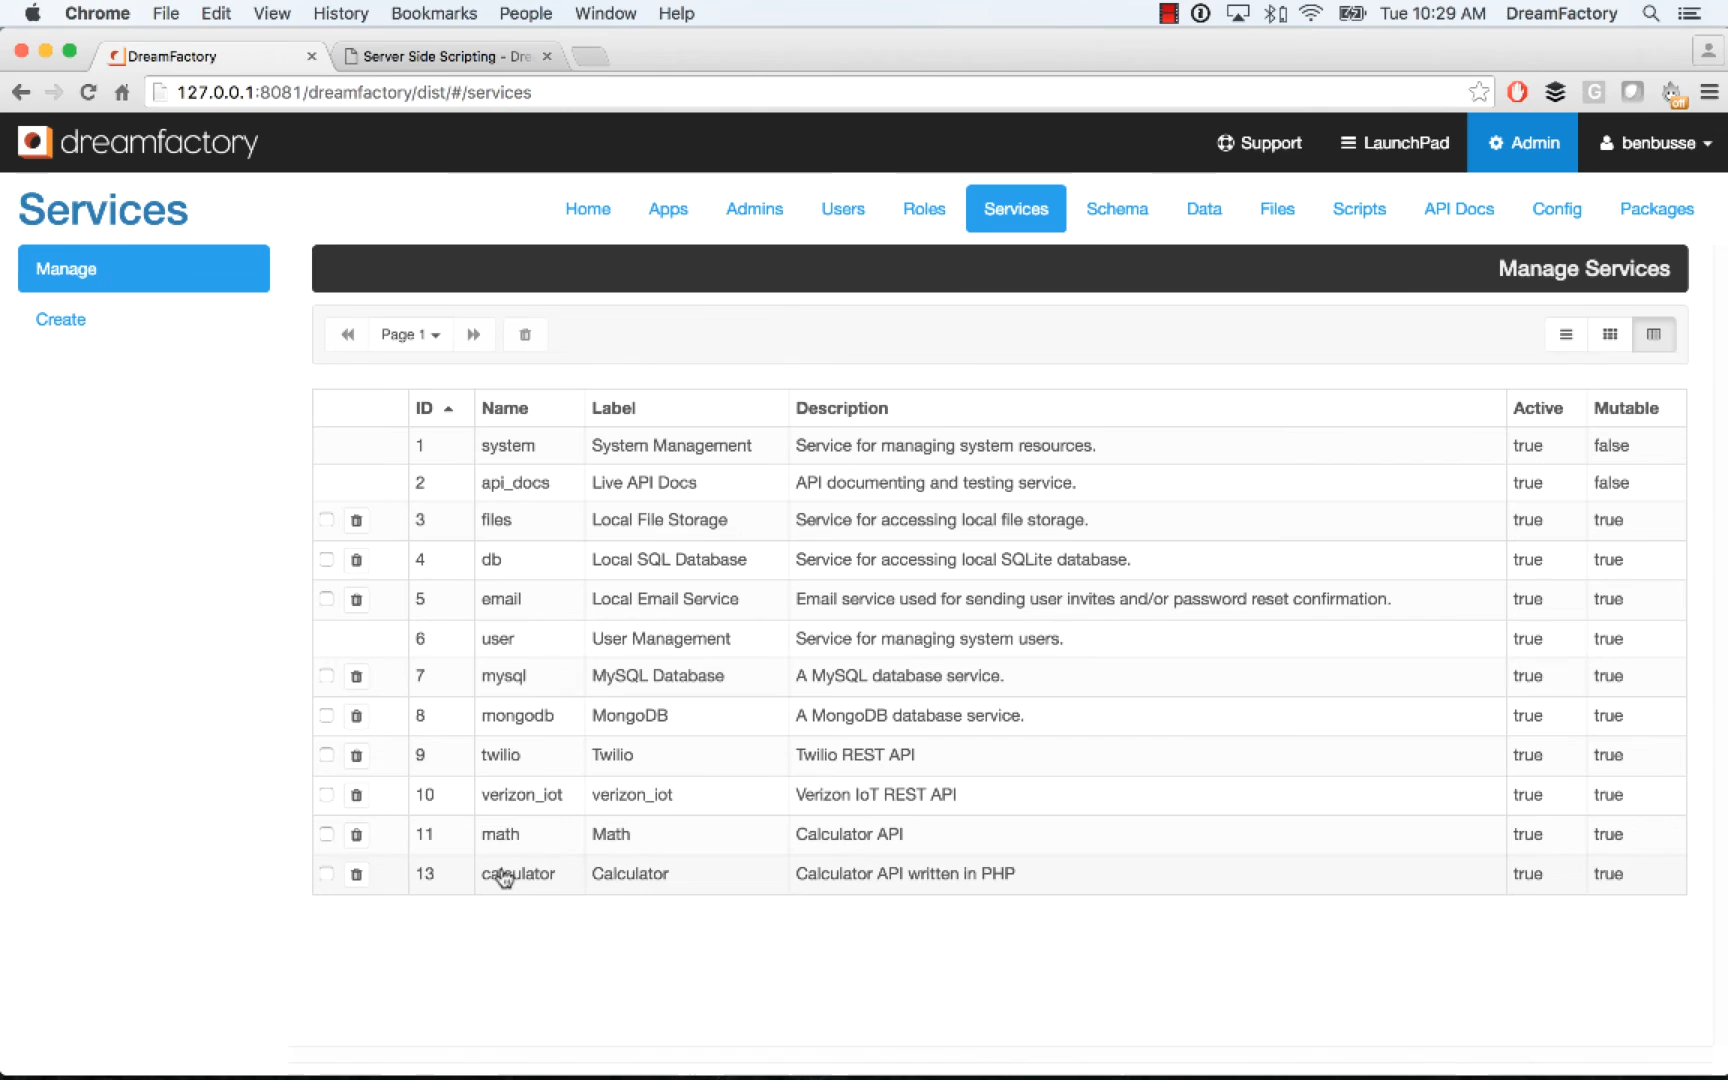 Chrome File Edit View History Bookmarks People Window Help Tue 10:29 AM DreamFactory
DreamFactory Server Side Scripting - Dre
127.0.0.1:8081/dreamfactory/dist/#/services
dreamfactory Support LaunchPad Admin benbusse
Services Home Apps Admins Users Roles Services Schema Data Files Scripts API Docs Config Packages
Manage Manage Services
Create
Page 1
ID Name Label Description Active Mutable
1 system System Management Service for managing system resources. true false
2 api_docs Live API Docs API documenting and testing service. true false
3 files Local File Storage Service for accessing local file storage. true true
4 db Local SQL Database Service for accessing local SQLite database. true true
5 email Local Email Service Email service used for sending user invites and/or password reset confirmation. true true
6 user User Management Service for managing system users. true true
7 mysql MySQL Database A MySQL database service. true true
8 mongodb MongoDB A MongoDB database service. true true
9 twilio Twilio Twilio REST API true true
10 verizon_iot verizon_iot Verizon IoT REST API true true
11 math Math Calculator API true true
13 calculator Calculator Calculator API written in PHP true true